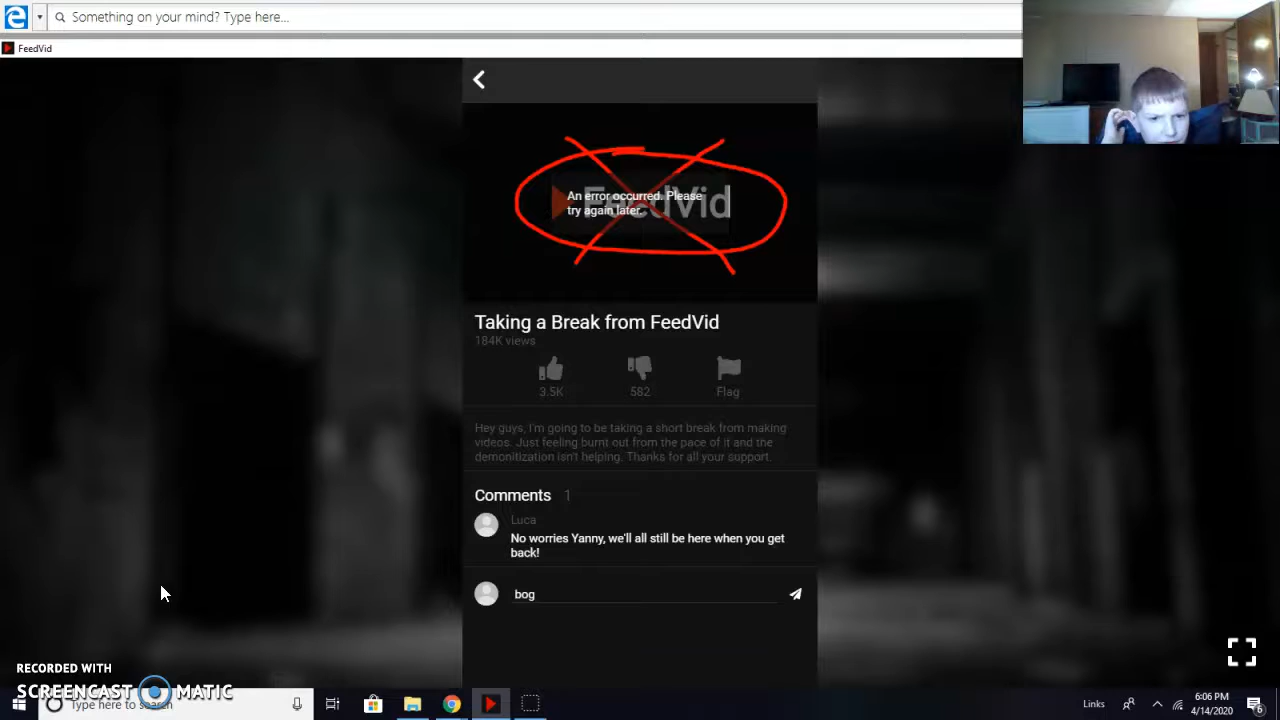 Something on your mind? Type here...
FeedVid
FeedVid
An error occurred. Please
try again later.
Taking a Break from FeedVid
184K views
3.5K
582
Flag
Hey guys, I'm going to be taking a short break from making
videos. Just feeling burnt out from the pace of it and the
demonitization isn't helping. Thanks for all your support.
Comments 1
Luca
No worries Yanny, we'll all still be here when you get
back!
bog
RECORDED WITH
SCREENCAST MATIC
Type here to search
Links
6:06 PM
4/14/2020
6